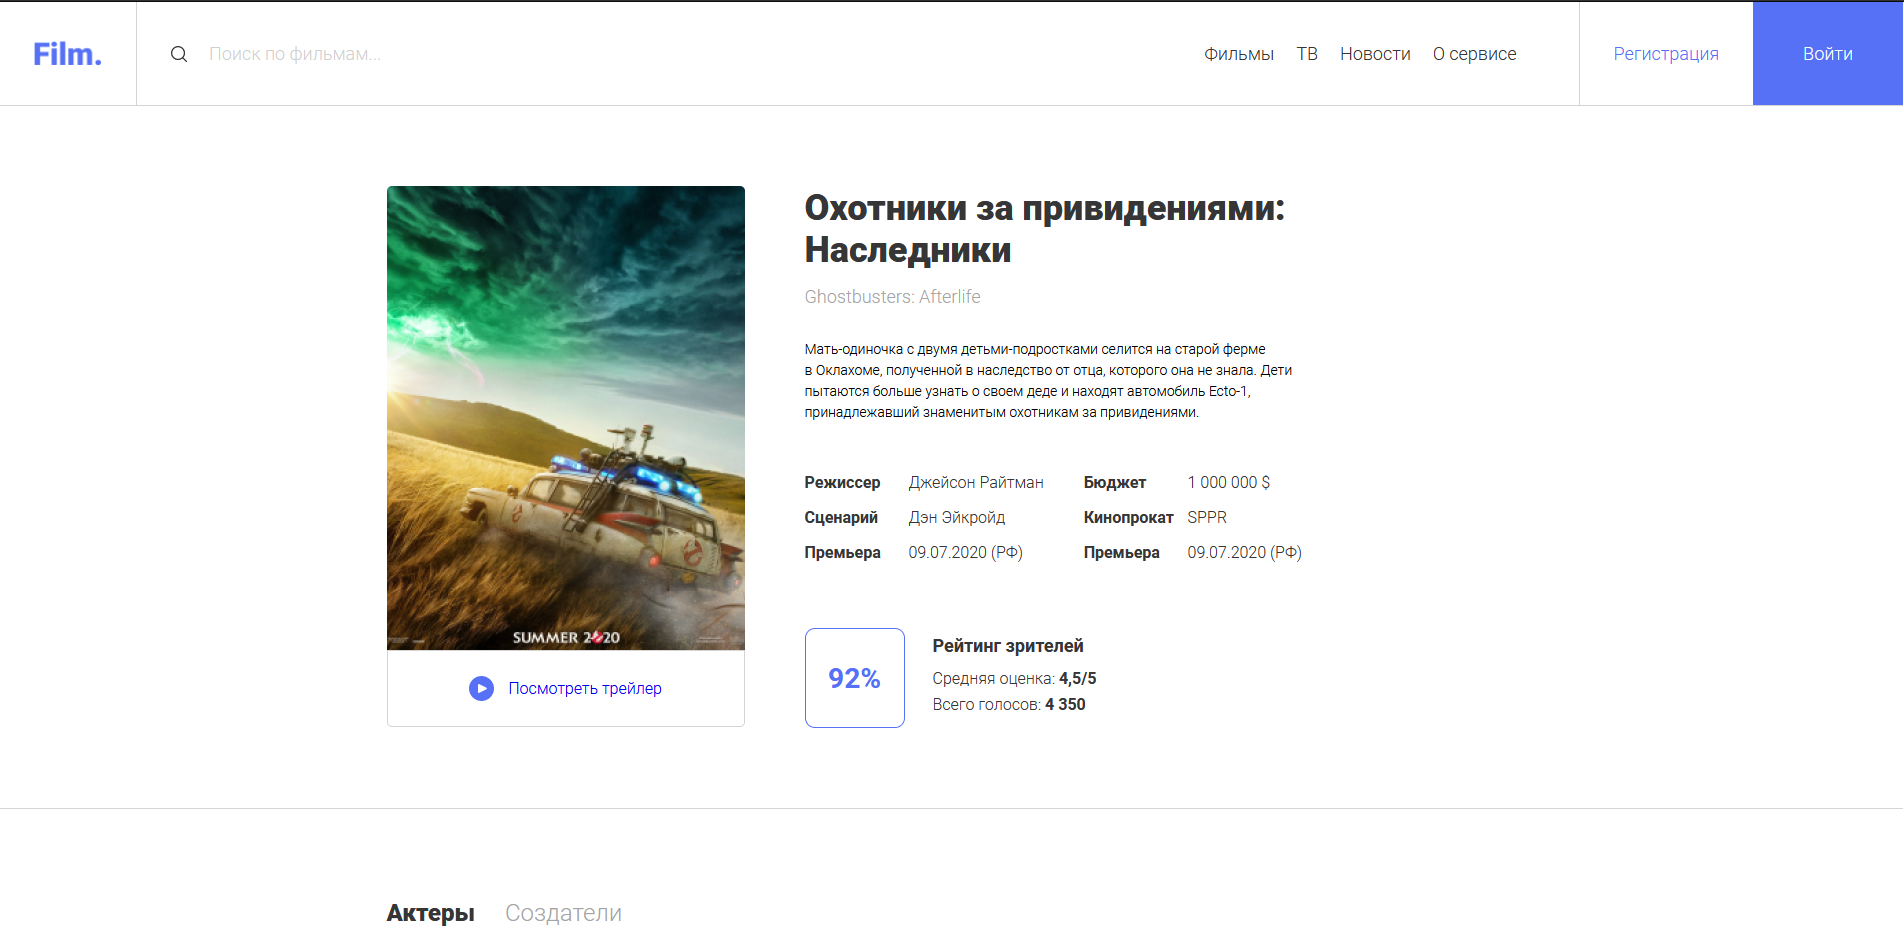 Film.
Поиск по фильмам...
Фильмы ТВ Новости О сервисе
Регистрация
Войти
Охотники за привидениями:
Наследники
Ghostbusters: Afterlife
Мать-одиночка с двумя детьми-подростками селится на старой ферме
в Оклахоме, полученной в наследство от отца, которого она не знала. Дети
пытаются больше узнать о своем деде и находят автомобиль Ecto-1,
принадлежавший знаменитым охотникам за привидениями.
Режиссер Джейсон Райтман Бюджет 1 000 000 $
Сценарий Дэн Эйкройд Кинопрокат SPPR
Премьера 09.07.2020 (РФ) Премьера 09.07.2020 (РФ)
SUMMER 2020
Посмотреть трейлер
92%
Рейтинг зрителей
Средняя оценка: 4,5/5
Всего голосов: 4 350
Актеры Создатели